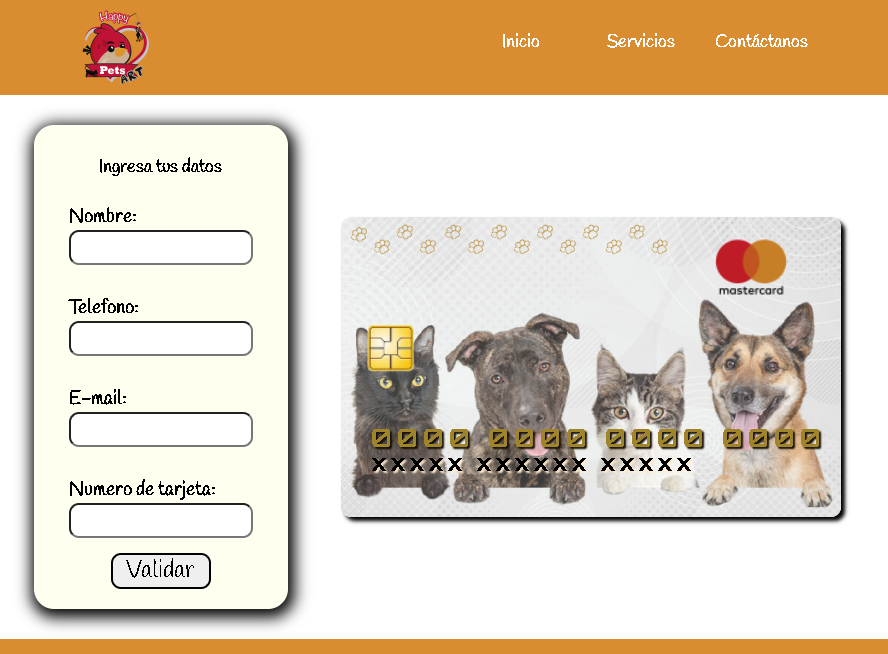 Happy
Pets
ART
Inicio Servicios Contáctanos
Ingresa tus datos
Nombre:
Telefono:
E-mail:
Numero de tarjeta:
Validar
mastercard
0000 0000 0000 0000
XXXXX XXXXXX XXXXX